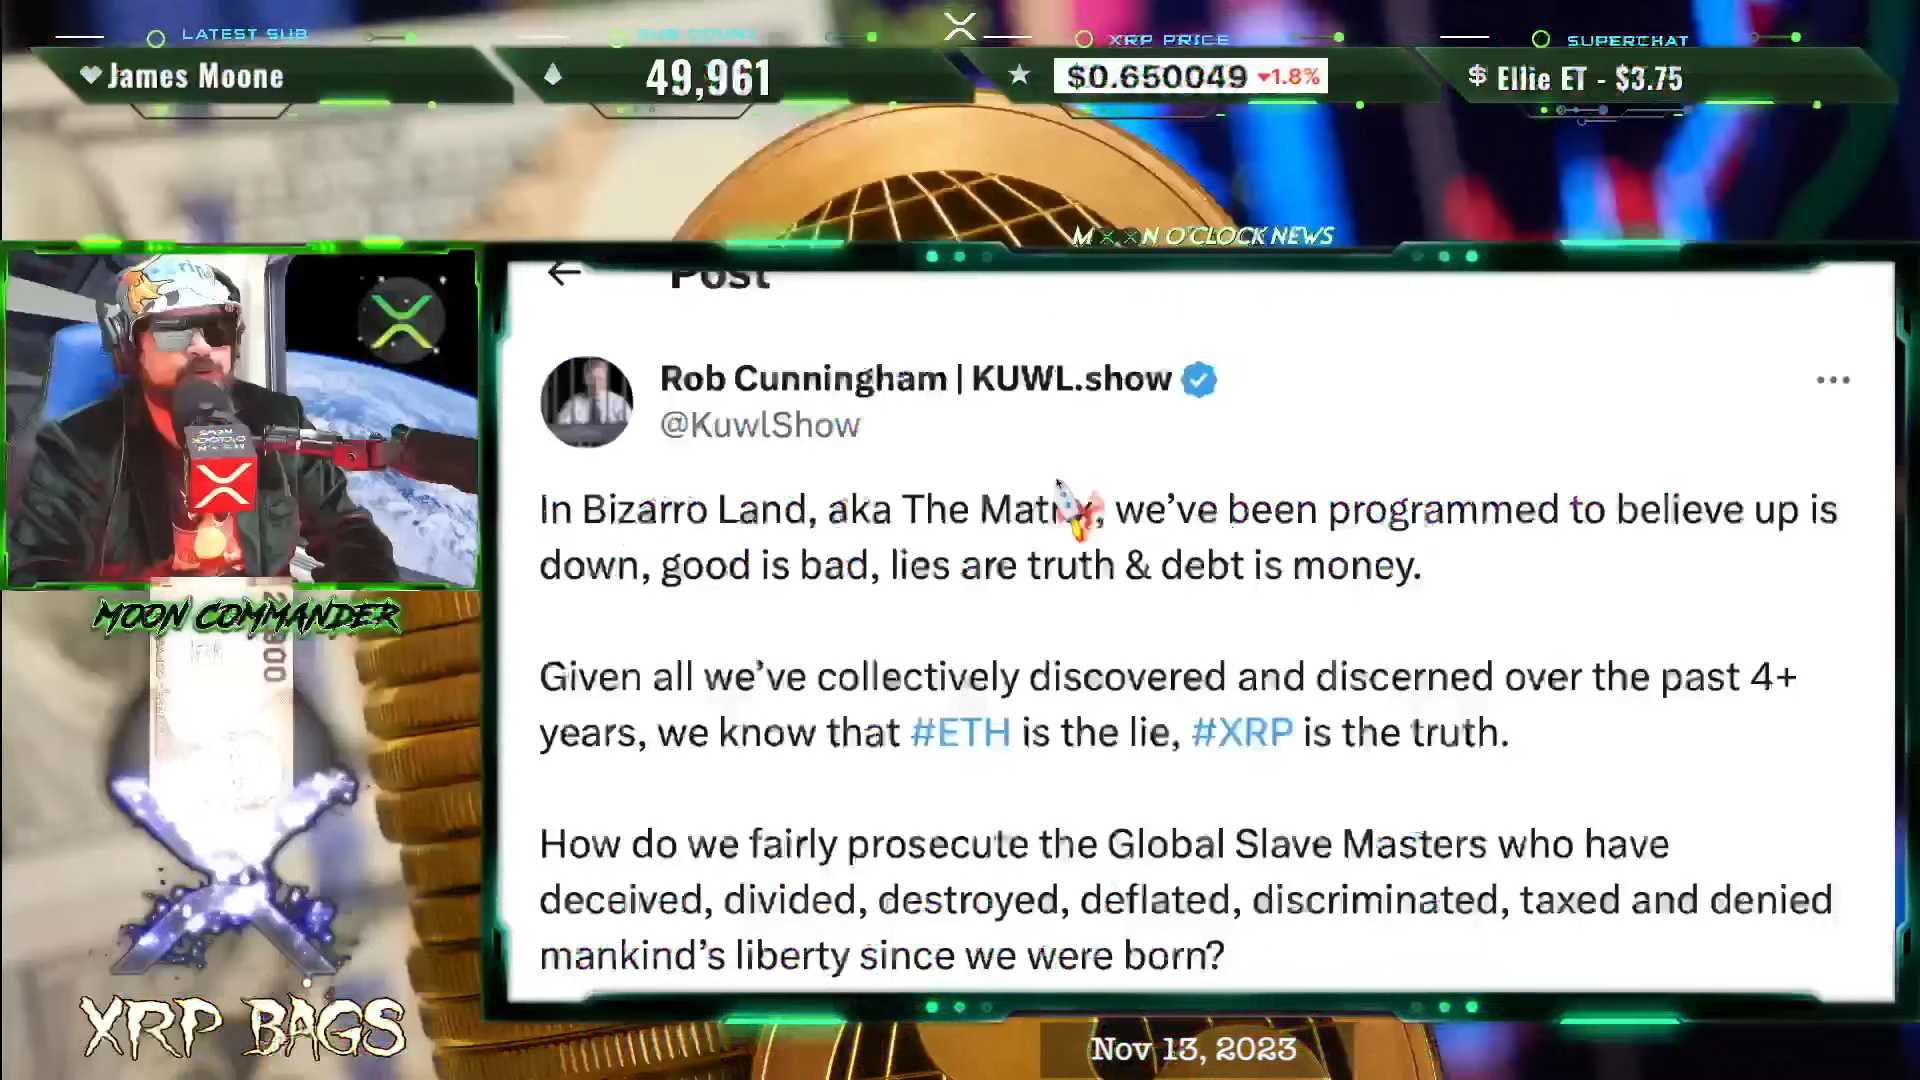 LATEST SUB
SUB COUNT
XRP PRICE
SUPERCHAT
James Moone
49,961
$0.650049 ▾1.8%
$ Ellie ET - $3.75
MXXN O'CLOCK NEWS
Post
Rob Cunningham | KUWL.show
@KuwlShow
In Bizarro Land, aka The Matrix, we've been programmed to believe up is
down, good is bad, lies are truth & debt is money.
Given all we've collectively discovered and discerned over the past 4+
years, we know that #ETH is the lie, #XRP is the truth.
How do we fairly prosecute the Global Slave Masters who have
deceived, divided, destroyed, deflated, discriminated, taxed and denied
mankind's liberty since we were born?
MOON COMMANDER
XRP BAGS
Nov 13, 2023